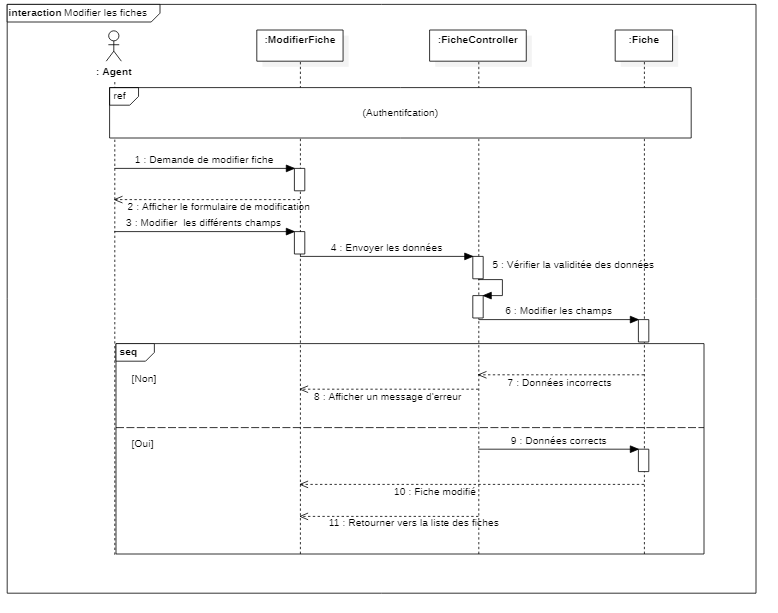 interaction Modifier les fiches
:ModifierFiche
:FicheController
:Fiche
: Agent
ref
(Authentifcation)
1 : Demande de modifier fiche
2 : Afficher le formulaire de modification
3 : Modifier les différents champs
4 : Envoyer les données
5 : Vérifier la validitée des données
6 : Modifier les champs
seq
[Non]
7 : Données incorrects
8 : Afficher un message d'erreur
[Oui]
9 : Données corrects
10 : Fiche modifié
11 : Retourner vers la liste des fiches